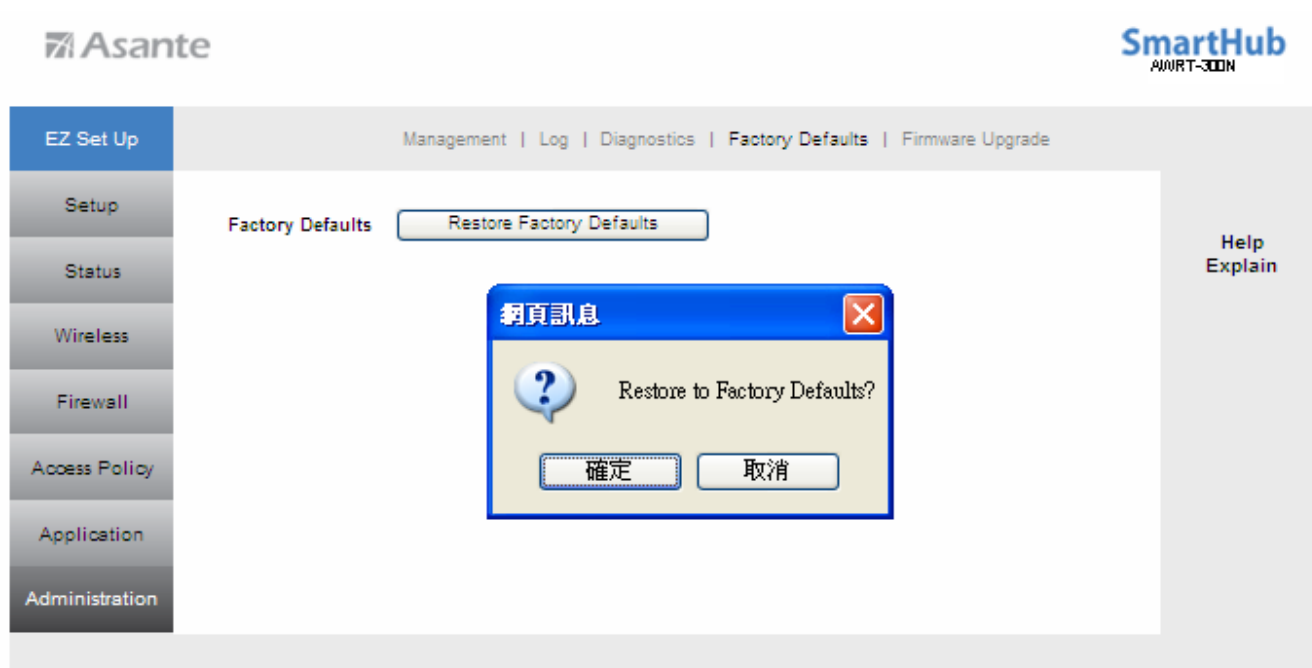 Asante
SmartHub
AWRT-300N
EZ Set Up
Management | Log | Diagnostics | Factory Defaults | Firmware Upgrade
Setup
Factory Defaults
Restore Factory Defaults
Help
Explain
Status
網頁訊息
Wireless
Restore to Factory Defaults?
Firewall
Access Policy
確定
取消
Application
Administration